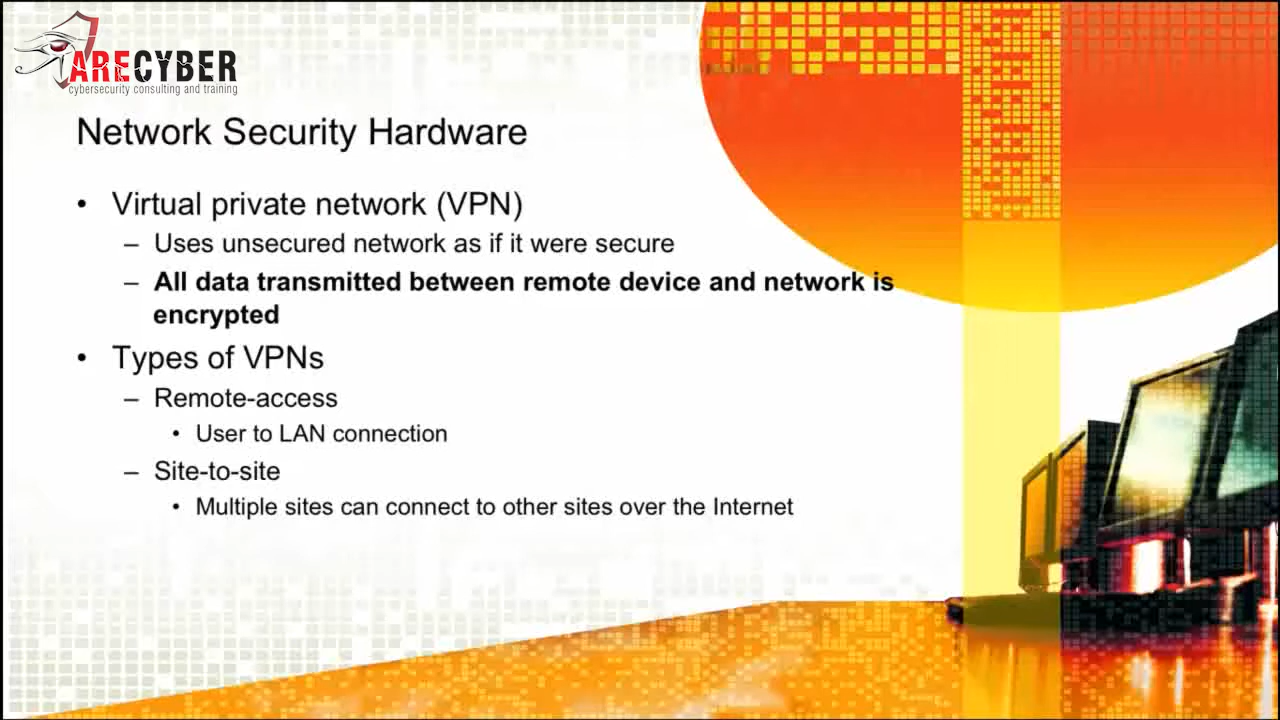 ARECYBER
cybersecurity consulting and training
Network Security Hardware
• Virtual private network (VPN)
– Uses unsecured network as if it were secure
– All data transmitted between remote device and network is
encrypted
• Types of VPNs
– Remote-access
• User to LAN connection
– Site-to-site
• Multiple sites can connect to other sites over the Internet